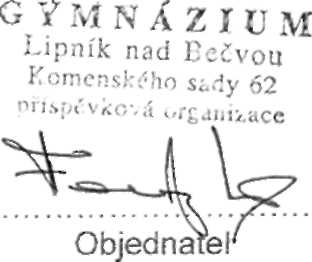 GYMNÁZIUM
Lipník nad Bečvou
Komenského sady 62
příspěvková organizace
Objednatel